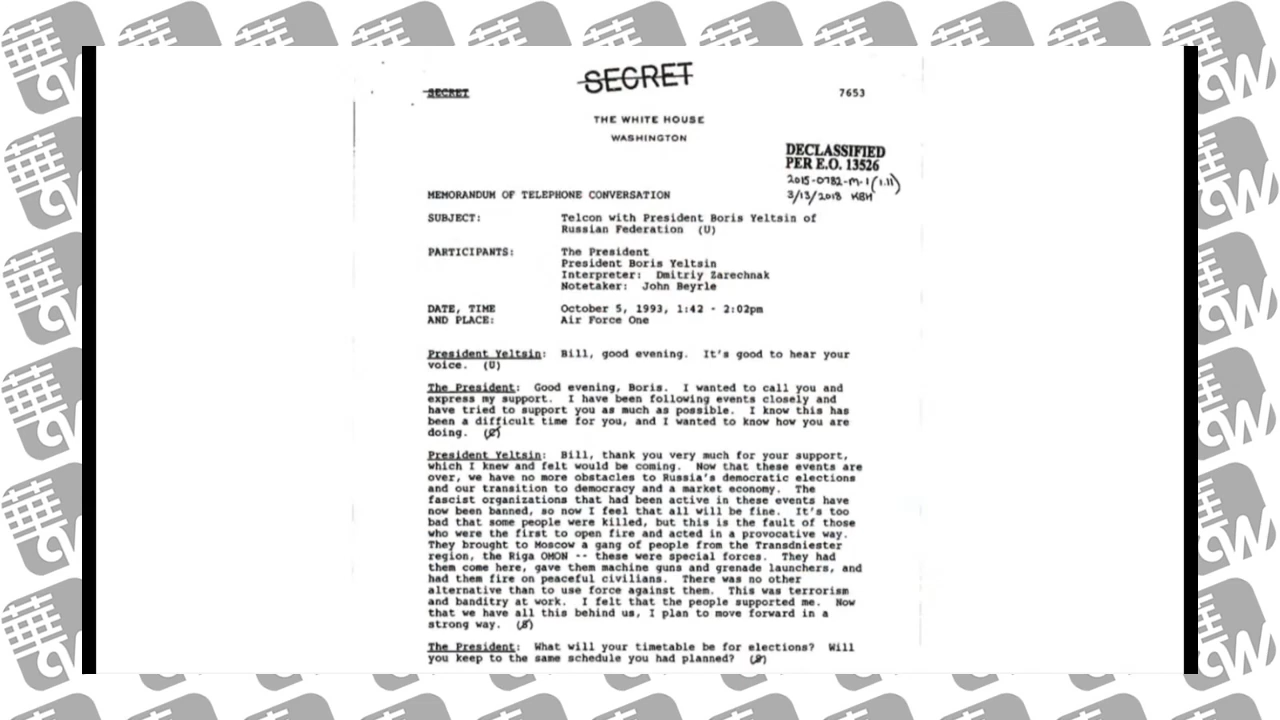 SECRET
SECRET
7653
THE WHITE HOUSE
WASHINGTON
DECLASSIFIED
PER E.O. 13526
2015-0782-M-1 (1.11)
3/13/2018 KBH
MEMORANDUM OF TELEPHONE CONVERSATION
SUBJECT: Telcon with President Boris Yeltsin of
Russian Federation (U)
PARTICIPANTS: The President
President Boris Yeltsin
Interpreter: Dmitriy Zarechnak
Notetaker: John Beyrle
DATE, TIME October 5, 1993, 1:42 - 2:02pm
AND PLACE: Air Force One
President Yeltsin: Bill, good evening. It's good to hear your
voice. (U)
The President: Good evening, Boris. I wanted to call you and
express my support. I have been following events closely and
have tried to support you as much as possible. I know this has
been a difficult time for you, and I wanted to know how you are
doing.
President Yeltsin: Bill, thank you very much for your support,
which I knew and felt would be coming. Now that these events are
over, we have no more obstacles to Russia's democratic elections
and our transition to democracy and a market economy. The
fascist organizations that had been active in these events have
now been banned, so now I feel that all will be fine. It's too
bad that some people were killed, but this is the fault of those
who were the first to open fire and acted in a provocative way.
They brought to Moscow a gang of people from the Transdniester
region, the Riga OMON -- these were special forces. They had
them come here, gave them machine guns and grenade launchers, and
had them fire on peaceful civilians. There was no other
alternative than to use force against them. This was terrorism
and banditry at work. I felt that the people supported me. Now
that we have all this behind us, I plan to move forward in a
strong way.
The President: What will your timetable be for elections? Will
you keep to the same schedule you had planned?